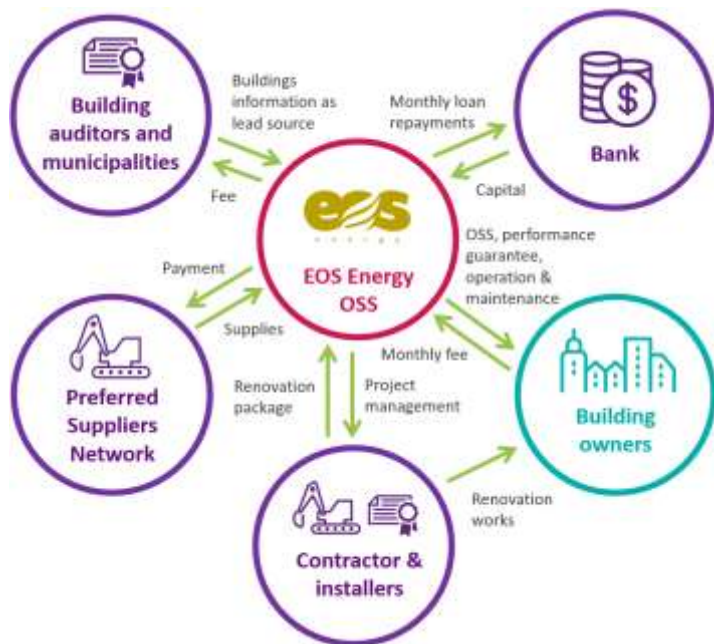 Building
auditors and
municipalities
Buildings
information as
lead source
Fee
Monthly loan
repayments
Capital
$
Bank
eos
energy
EOS Energy
OSS
OSS, performance
guarantee,
operation &
maintenance
Monthly fee
Payment
Supplies
Preferred
Suppliers
Network
Renovation
package
Project
management
Building
owners
Renovation
works
Contractor &
installers